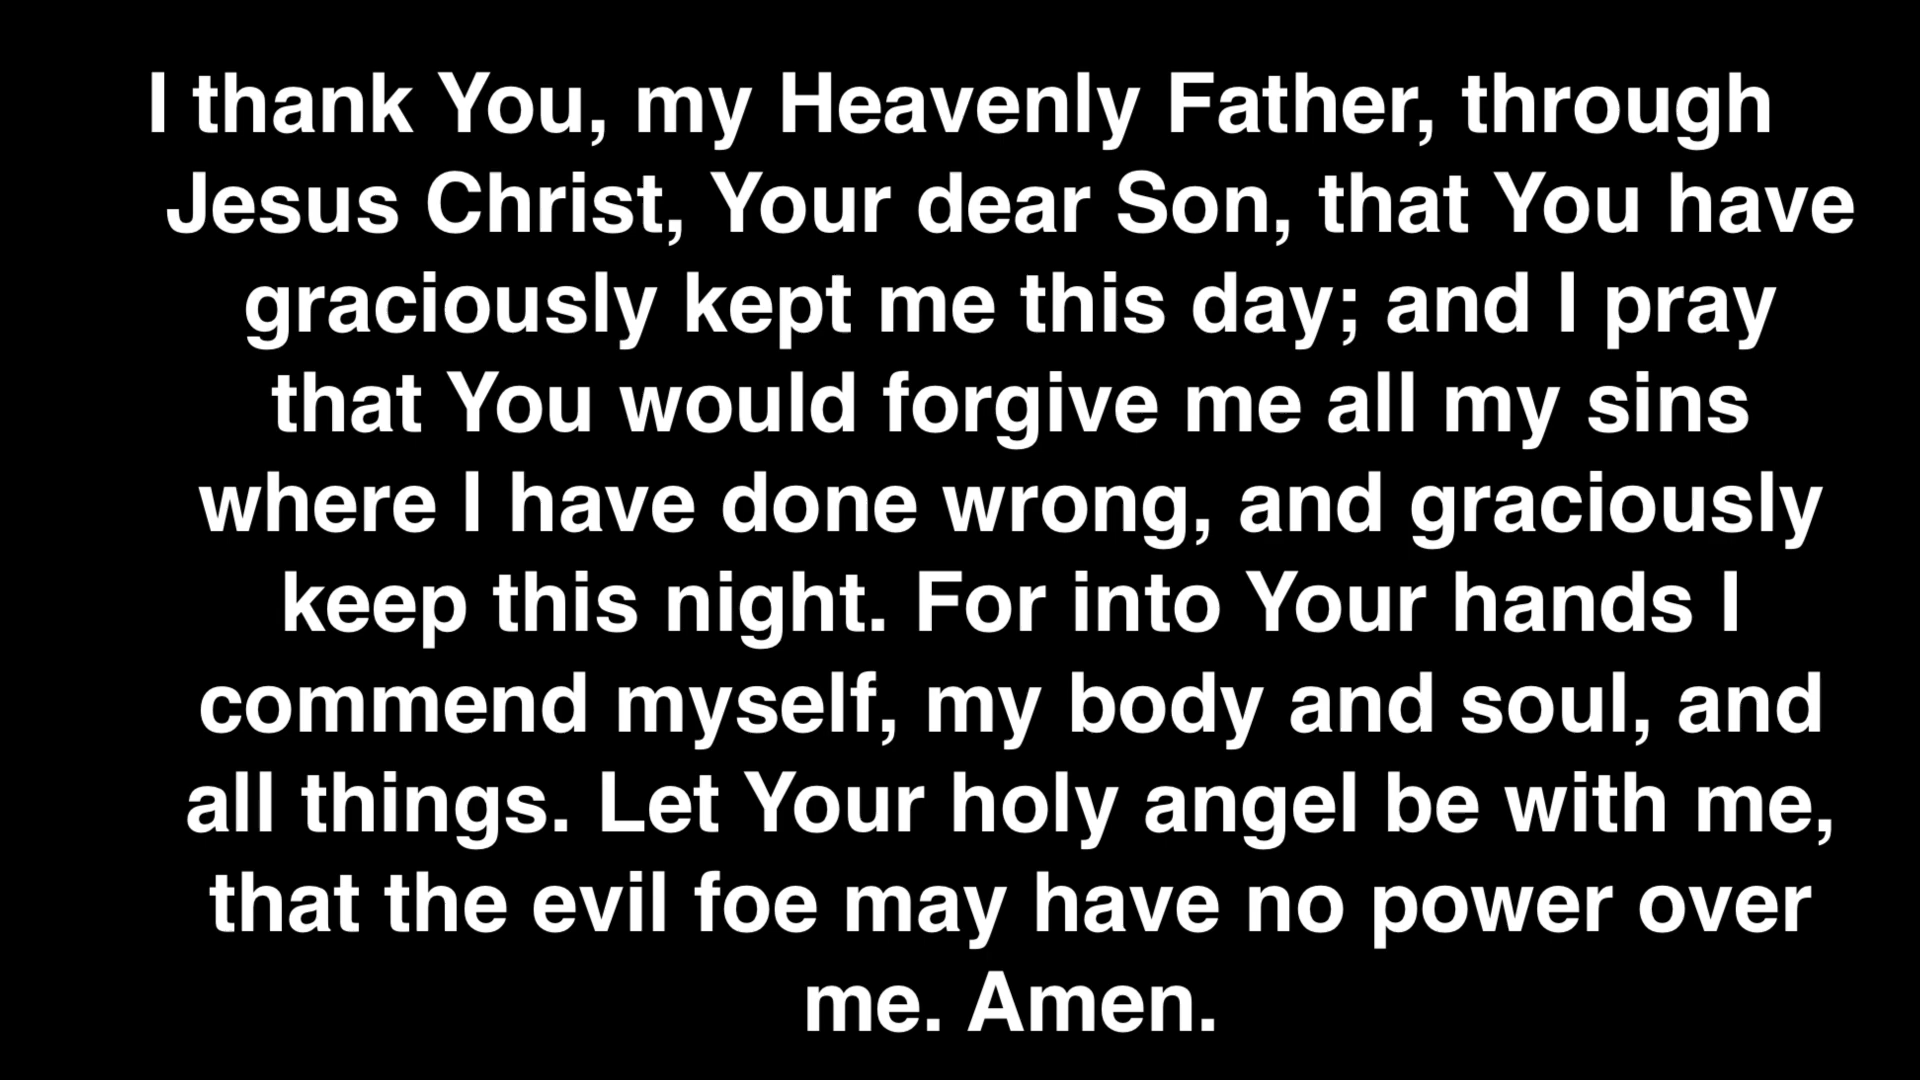 I thank You, my Heavenly Father, through
Jesus Christ, Your dear Son, that You have
graciously kept me this day; and I pray
that You would forgive me all my sins
where I have done wrong, and graciously
keep this night. For into Your hands I
commend myself, my body and soul, and
all things. Let Your holy angel be with me,
that the evil foe may have no power over
me. Amen.